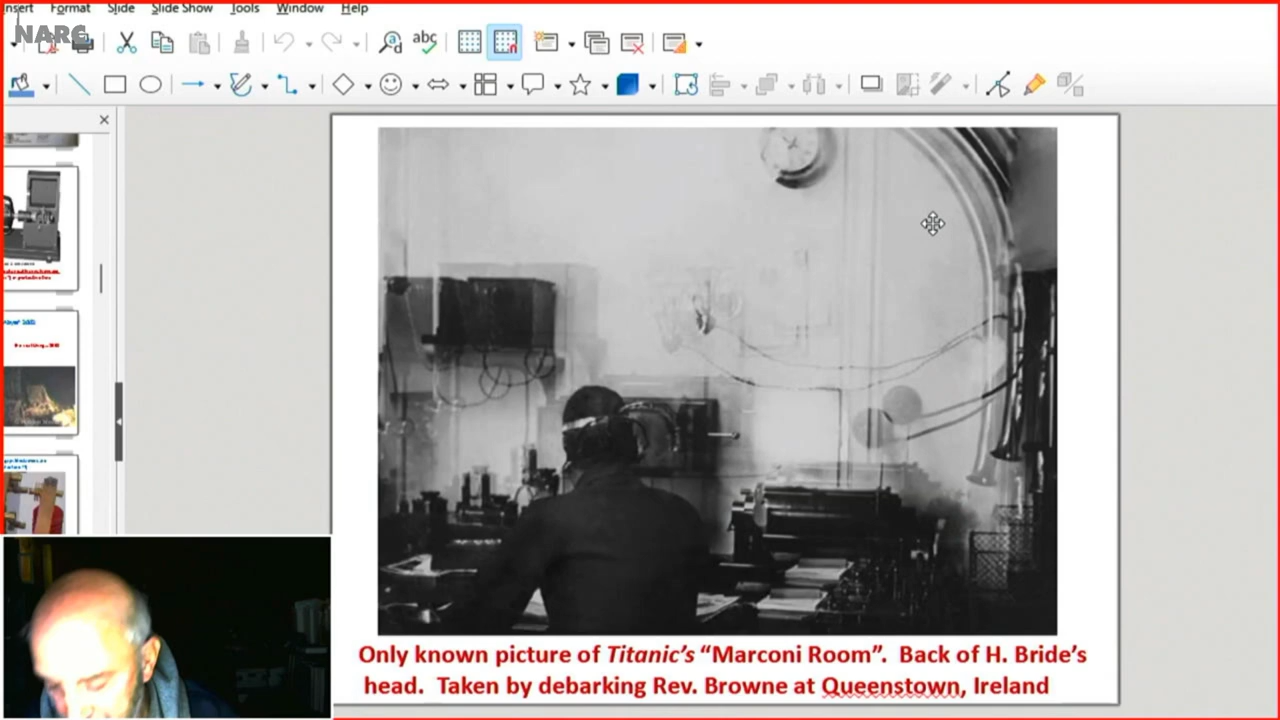 Insert Format Slide Slide Show Tools Window Help
NARC
abc
Only known picture of Titanic's “Marconi Room”. Back of H. Bride's
head. Taken by debarking Rev. Browne at Queenstown, Ireland